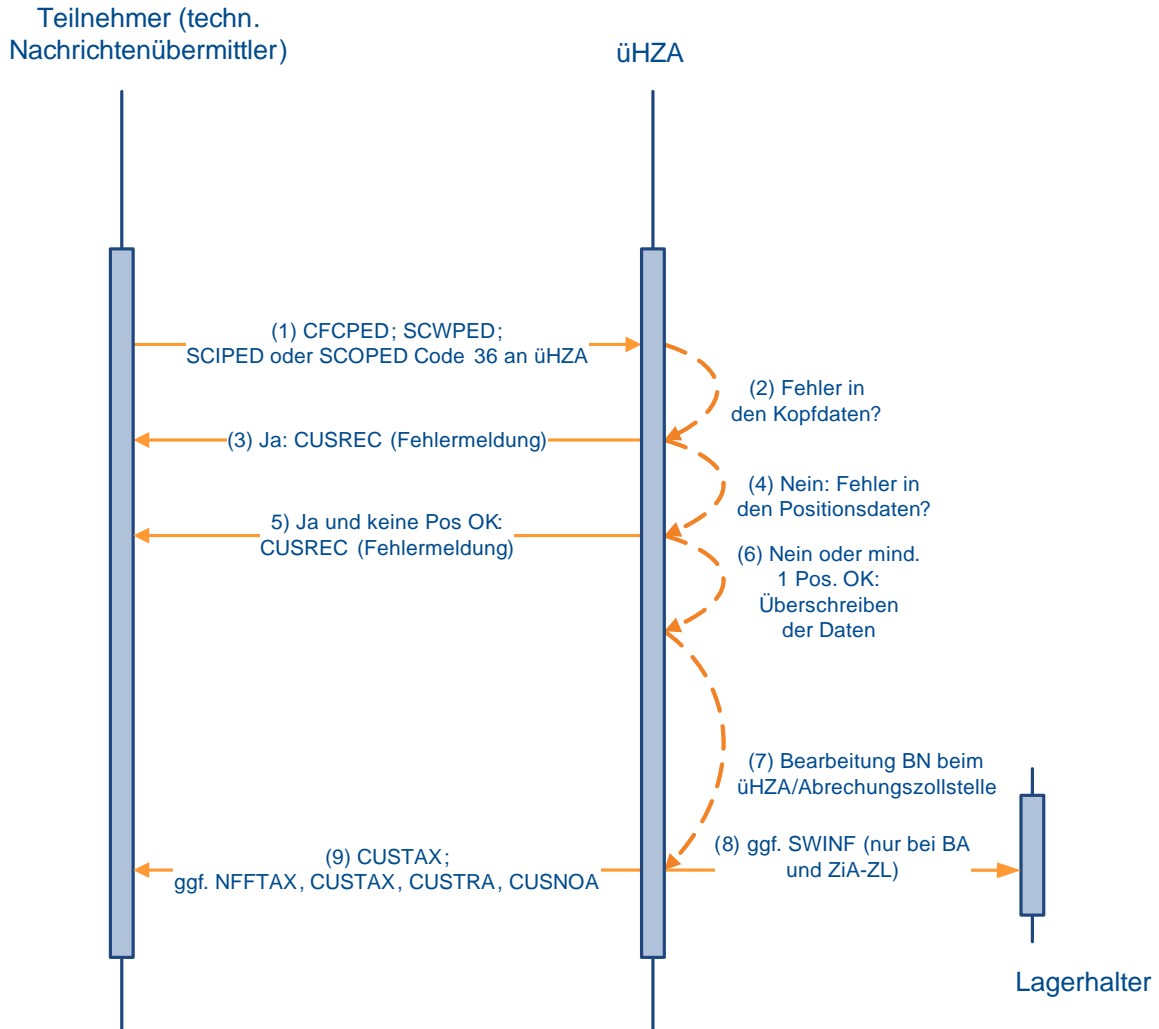 Teilnehmer (techn.
Nachrichtenübermittler)
üHZA
(1) CFCPED; SCWPED;
SCIPED oder SCOPED Code 36 an üHZA
(2) Fehler in
den Kopfdaten?
(3) Ja: CUSREC (Fehlermeldung)
(4) Nein: Fehler in
den Positionsdaten?
5) Ja und keine Pos OK:
CUSREC (Fehlermeldung)
(6) Nein oder mind.
1 Pos. OK:
Überschreiben
der Daten
(7) Bearbeitung BN beim
üHZA/Abrechungszollstelle
(8) ggf. SWINF (nur bei BA
und ZiA-ZL)
(9) CUSTAX;
ggf. NFFTAX, CUSTAX, CUSTRA, CUSNOA
Lagerhalter